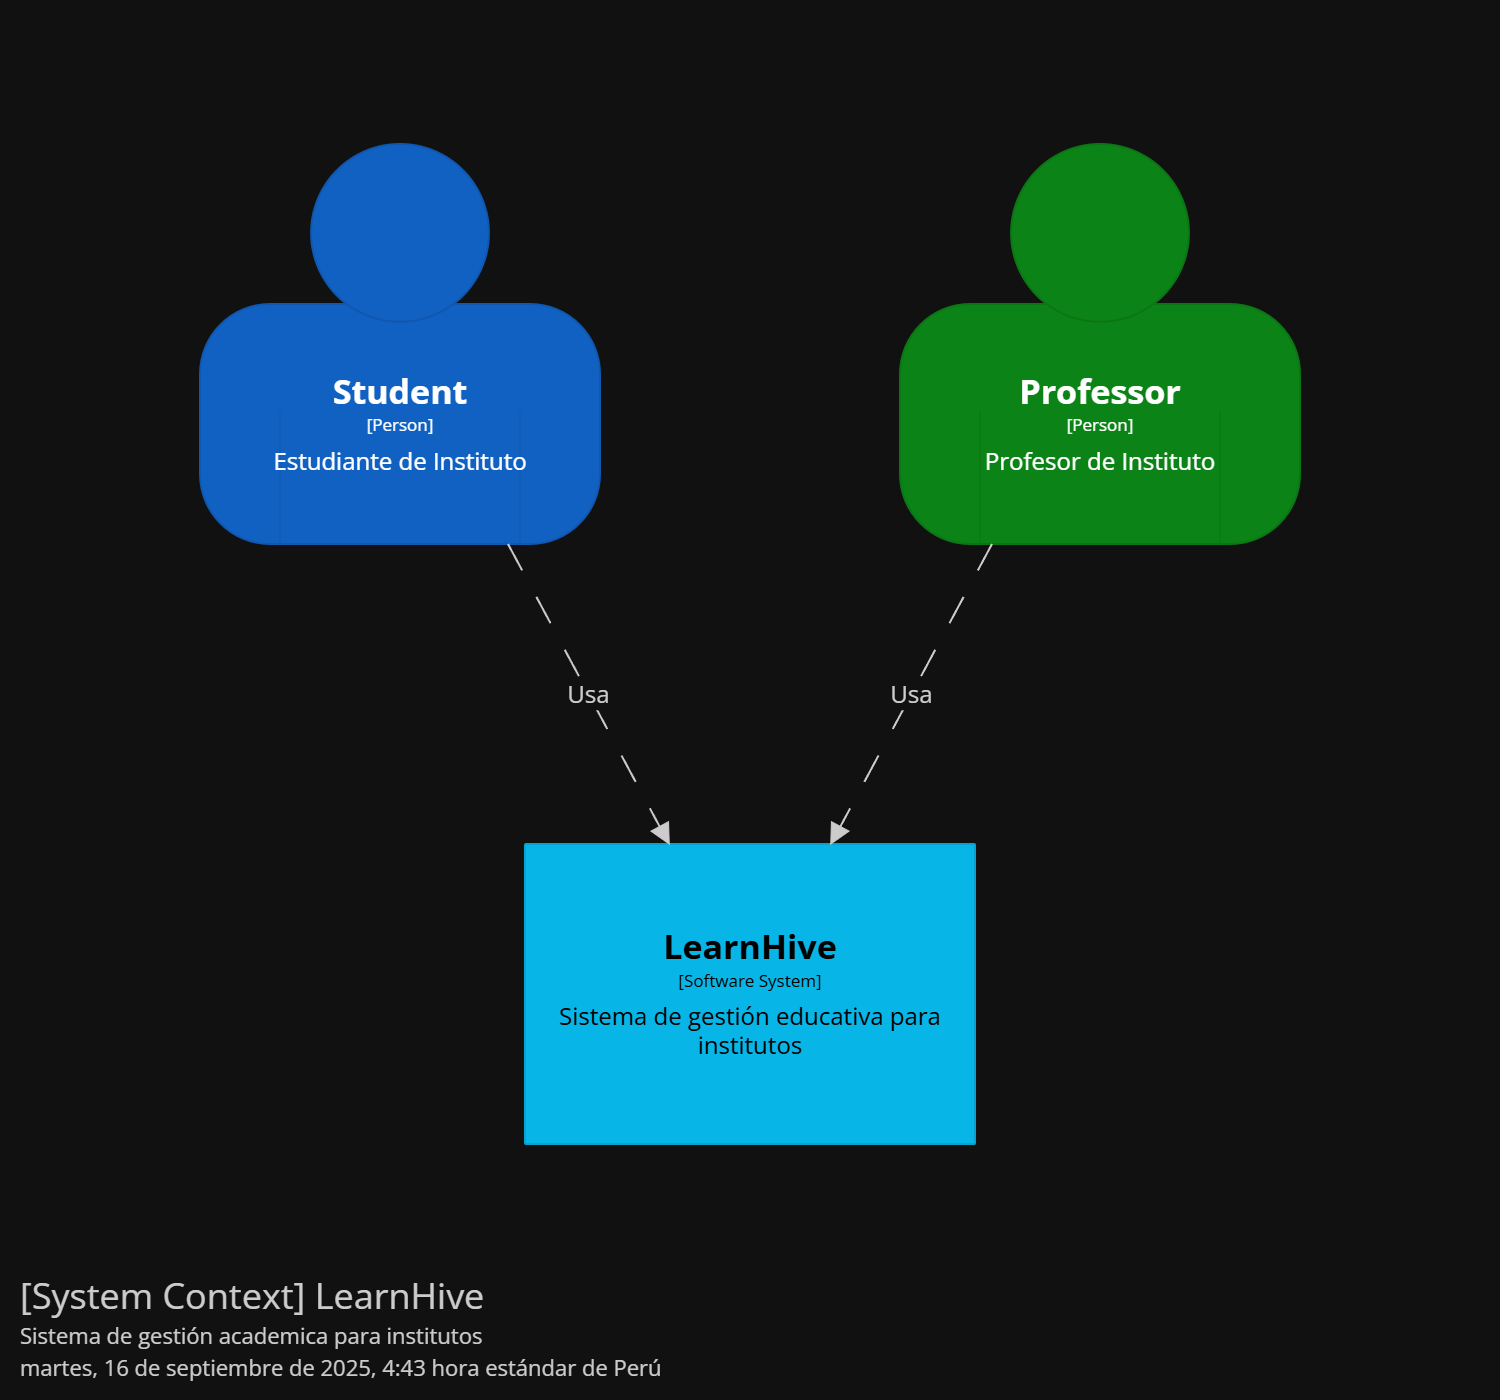 Student
[Person]
Estudiante de Instituto
Professor
[Person]
Profesor de Instituto
Usa
Usa
LearnHive
[Software System]
Sistema de gestión educativa para
institutos
[System Context] LearnHive
Sistema de gestión academica para institutos
martes, 16 de septiembre de 2025, 4:43 hora estándar de Perú